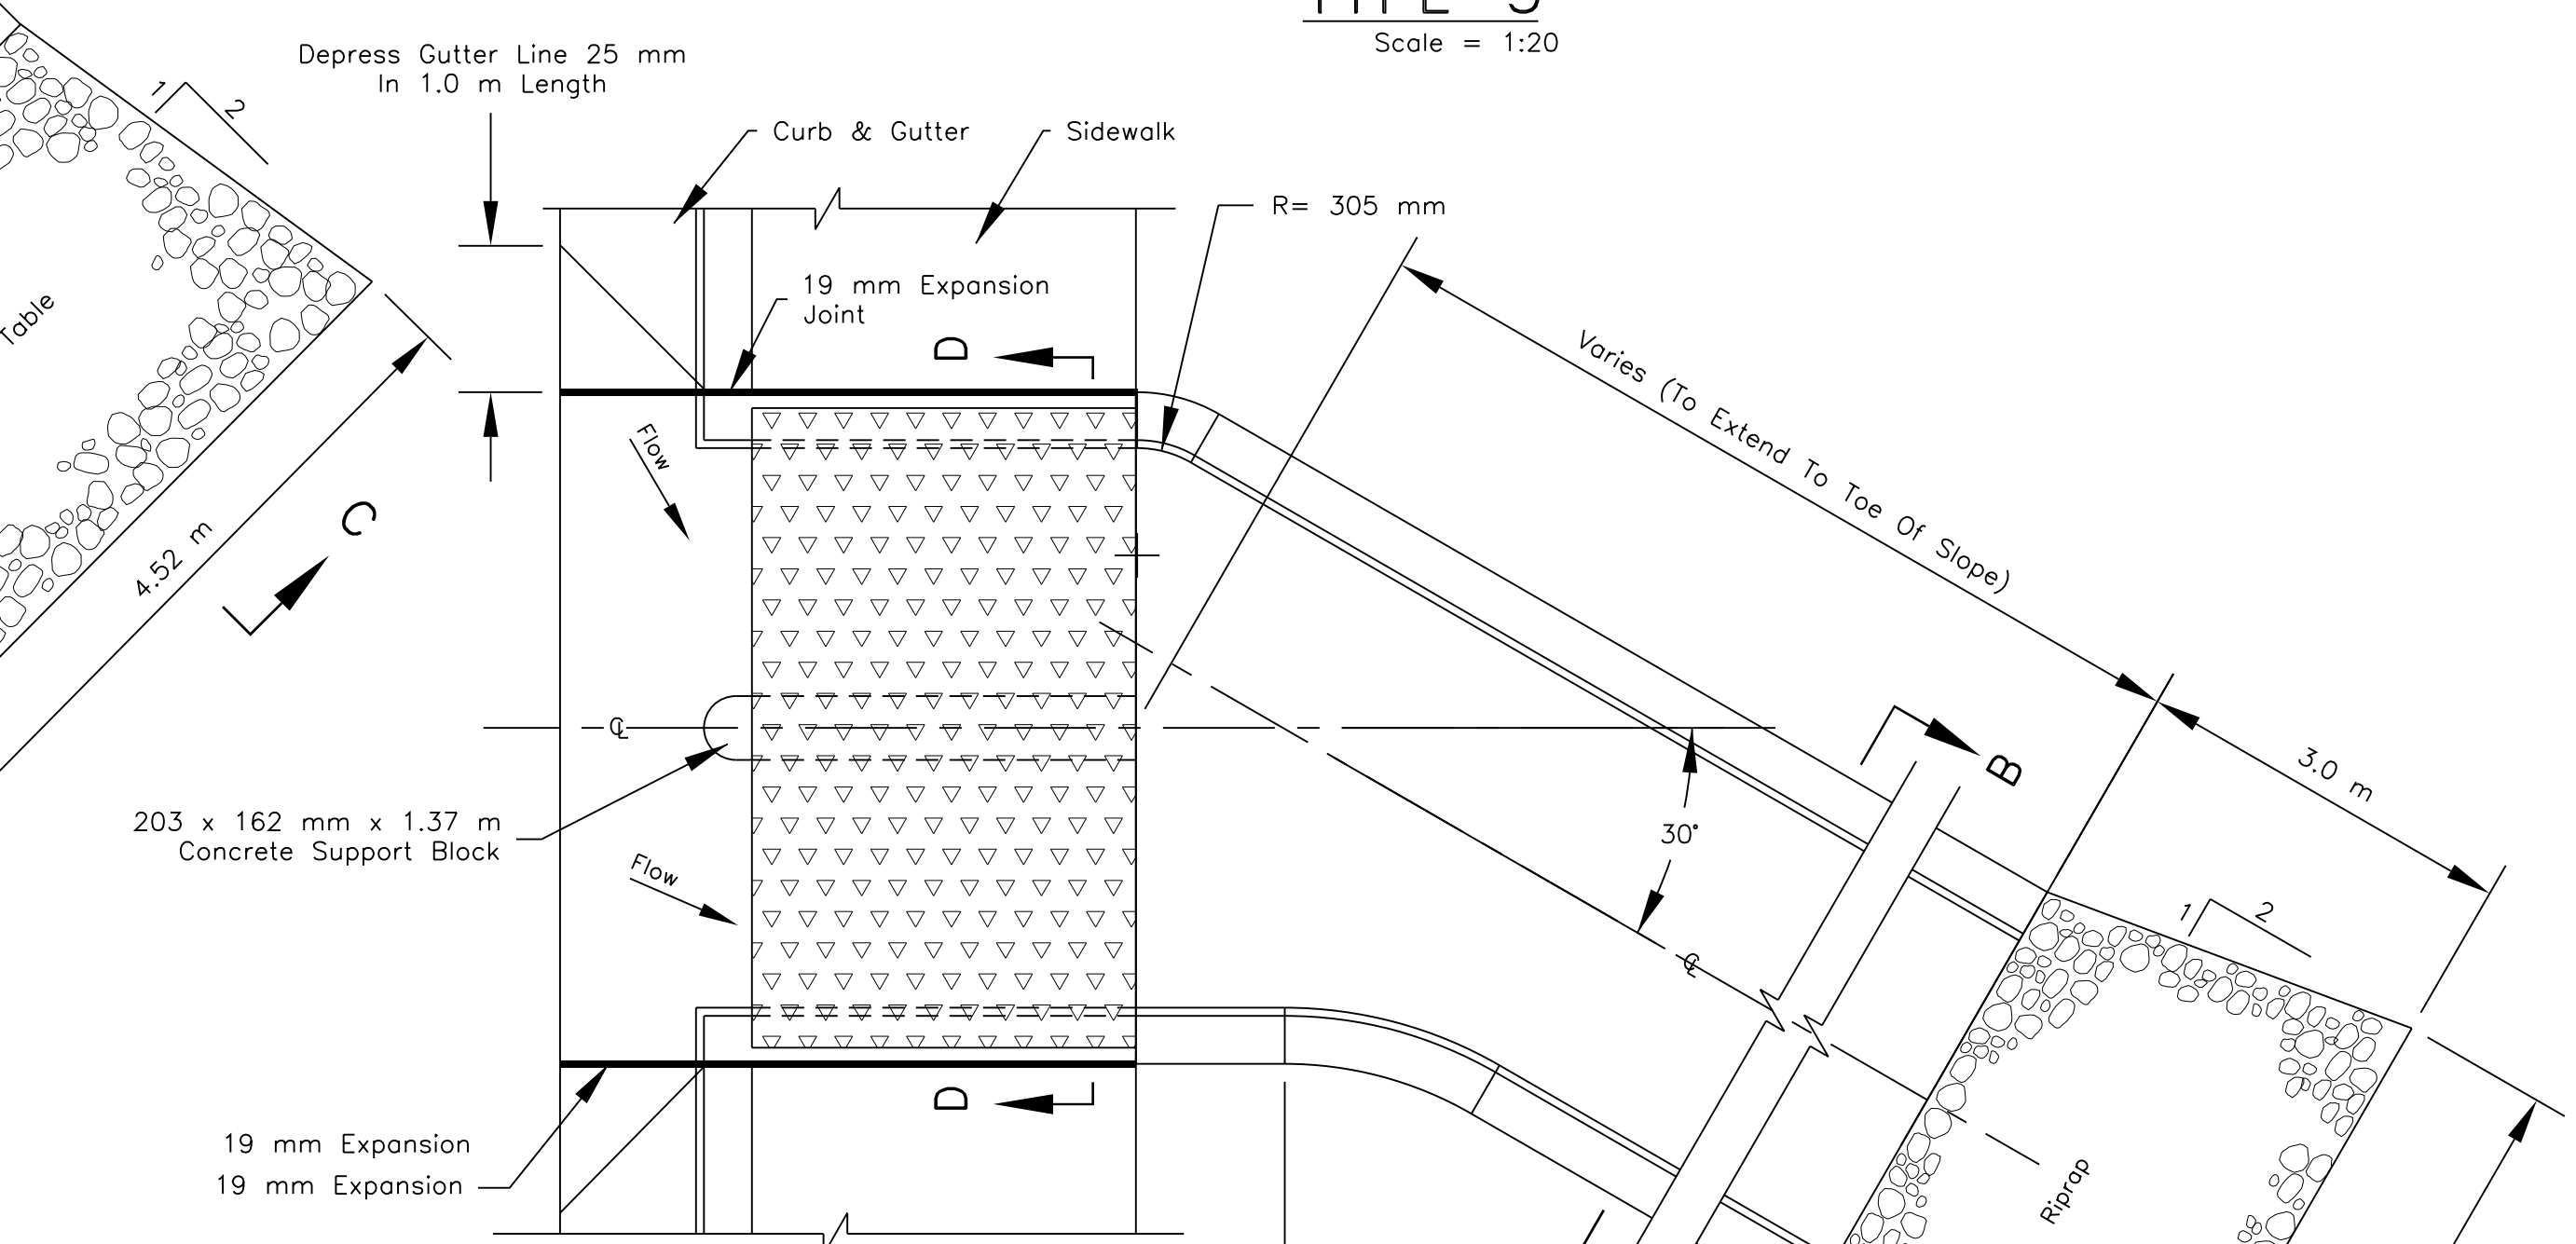 Scale = 1:20
Depress Gutter Line 25 mm
In 1.0 m Length
1
2
Curb & Gutter
Sidewalk
R= 305 mm
19 mm Expansion
Joint
Table
D
Varies (To Extend To Toe Of Slope)
Flow
C
4.52 m
℄
B
3.0 m
203 x 162 mm x 1.37 m
Concrete Support Block
30°
Flow
1
2
℄
D
19 mm Expansion
19 mm Expansion
Riprap